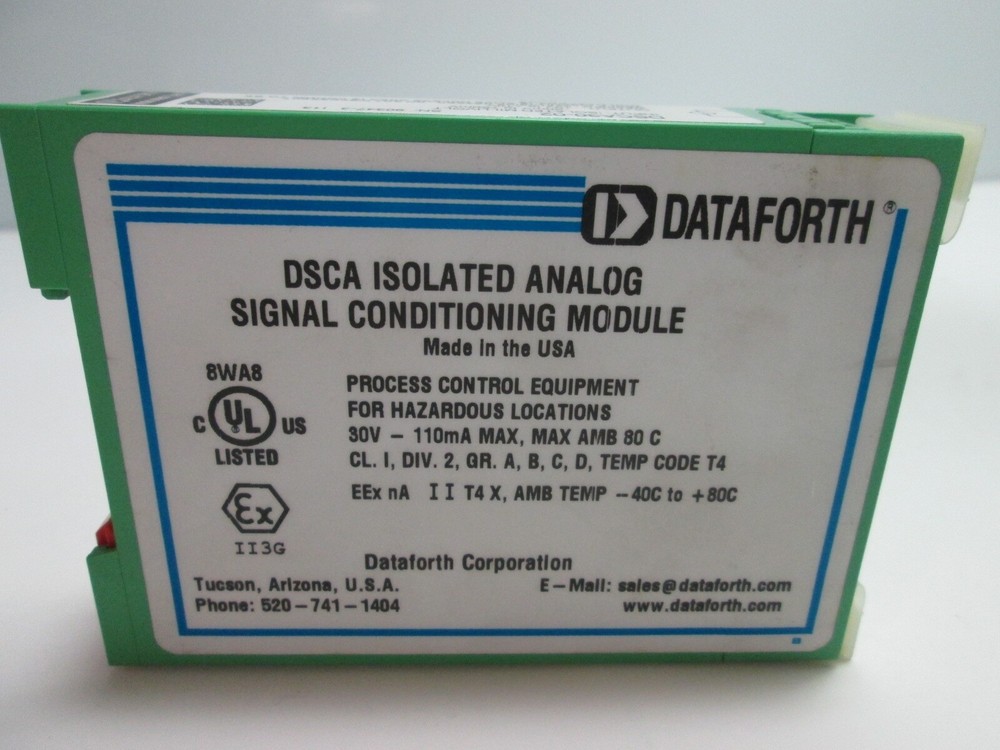 DATAFORTH®
DSCA ISOLATED ANALOG
SIGNAL CONDITIONING MODULE
Made in the USA
8WA8
C UL® US
LISTED
PROCESS CONTROL EQUIPMENT
FOR HAZARDOUS LOCATIONS
30V – 110mA MAX, MAX AMB 80 C
CL. I, DIV. 2, GR. A, B, C, D, TEMP CODE T4
Ex
II3G
EEx nA II T4 X, AMB TEMP –40C to +80C
Dataforth Corporation
Tucson, Arizona, U.S.A.
Phone: 520–741–1404
E–Mail: sales@dataforth.com
www.dataforth.com